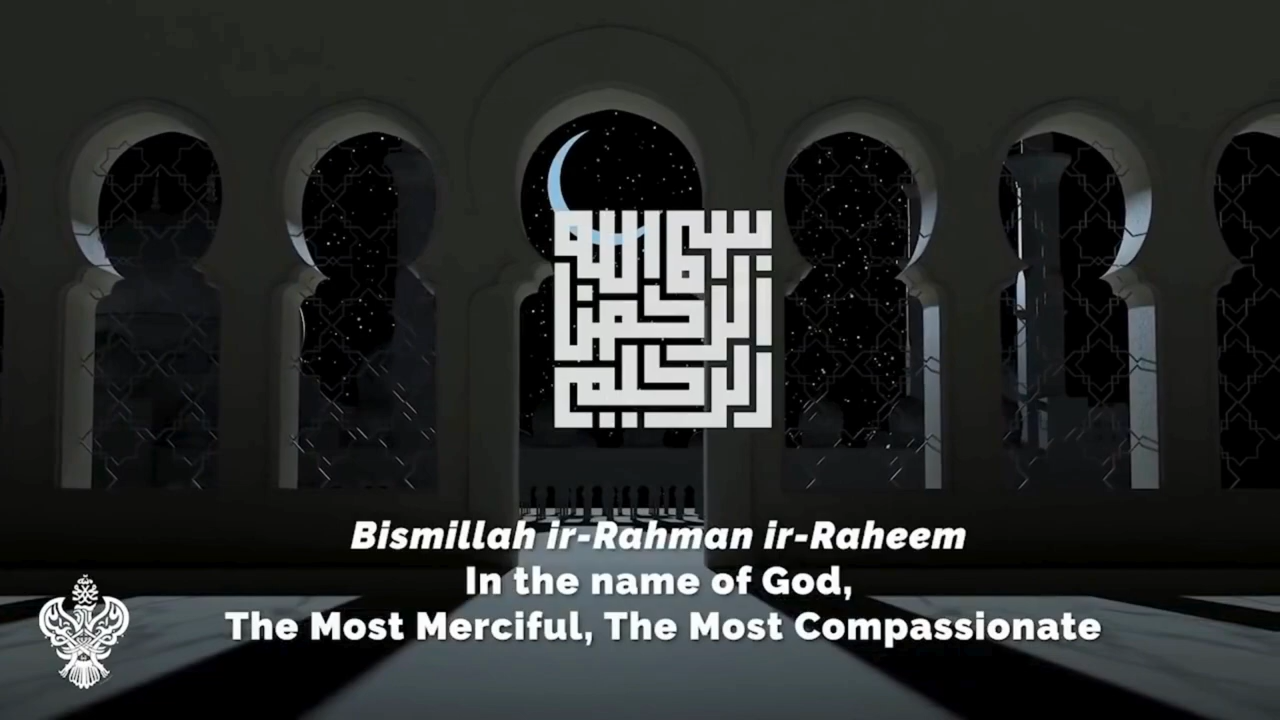 بسم الله
الرحمن
الرحيم
Bismillah ir-Rahman ir-Raheem
In the name of God,
The Most Merciful, The Most Compassionate